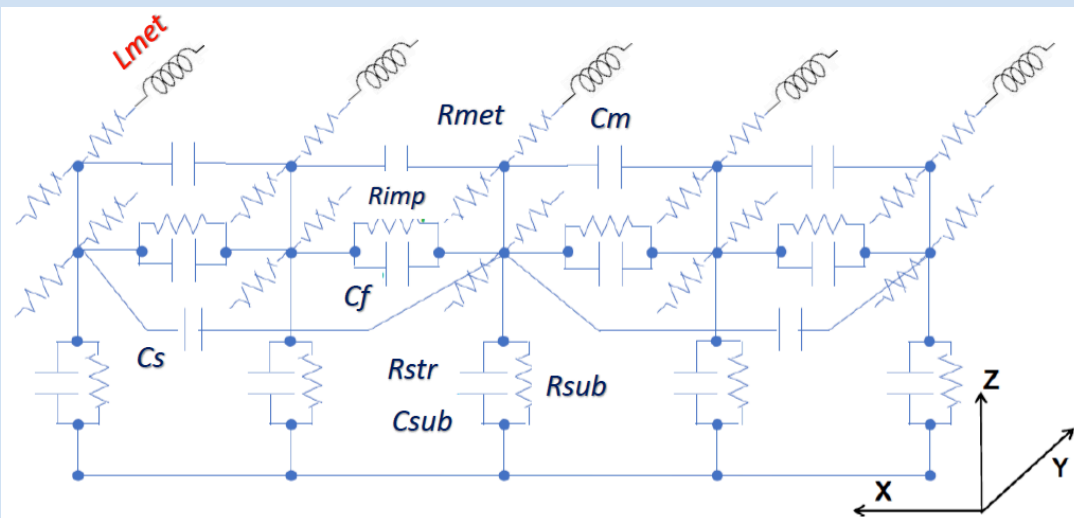 Lmet
Rmet
Cm
Rimp
Cf
Cs
Rstr
Rsub
Csub
Z
Y
X